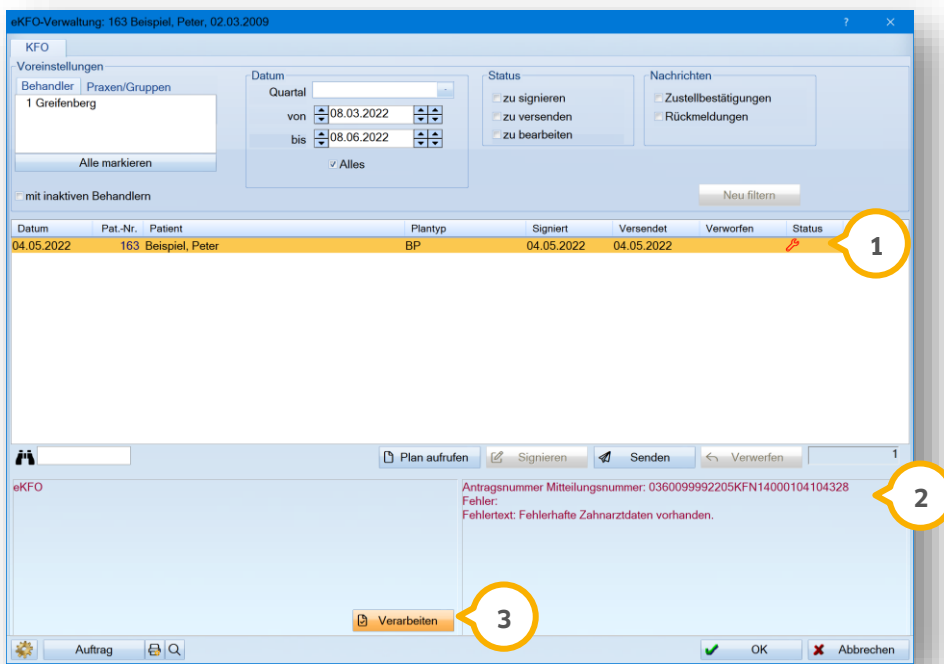 eKFO-Verwaltung: 163 Beispiel, Peter, 02.03.2009 ?
KFO
Voreinstellungen
Behandler Praxen/Gruppen
1 Greifenberg
Alle markieren
mit inaktiven Behandlern
Datum
Quartal
von 08.03.2022
bis 08.06.2022
Alles
Status
zu signieren
zu versenden
zu bearbeiten
Nachrichten
Zustellbestätigungen
Rückmeldungen
Neu filtern
Datum Pat.-Nr. Patient Plantyp Signiert Versendet Verworfen Status
04.05.2022 163 Beispiel, Peter BP 04.05.2022 04.05.2022
1
Plan aufrufen Signieren Senden Verwerfen 1
eKFO
Antragsnummer Mitteilungsnummer: 0360099992205KFN14000104104328
Fehler:
Fehlertext: Fehlerhafte Zahnarztdaten vorhanden.
2
Verarbeiten
3
Auftrag OK Abbrechen